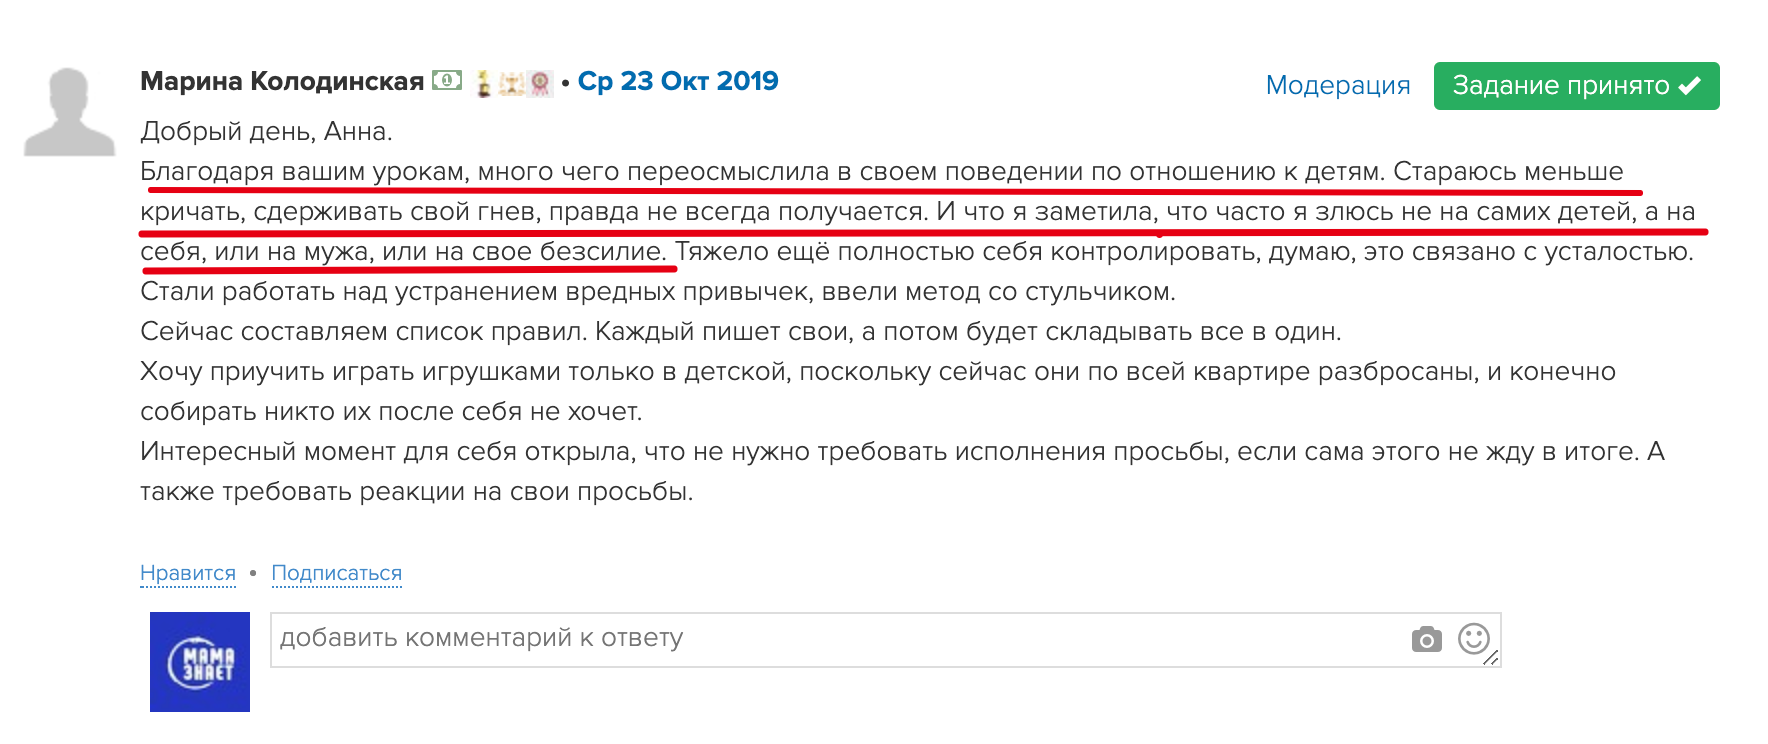 Марина Колодинская • Ср 23 Окт 2019
Модерация
Задание принято ✔
Добрый день, Анна.
Благодаря вашим урокам, много чего переосмыслила в своем поведении по отношению к детям. Стараюсь меньше
кричать, сдерживать свой гнев, правда не всегда получается. И что я заметила, что часто я злюсь не на самих детей, а на
себя, или на мужа, или на свое безсилие. Тяжело ещё полностью себя контролировать, думаю, это связано с усталостью.
Стали работать над устранением вредных привычек, ввели метод со стульчиком.
Сейчас составляем список правил. Каждый пишет свои, а потом будет складывать все в один.
Хочу приучить играть игрушками только в детской, поскольку сейчас они по всей квартире разбросаны, и конечно
собирать никто их после себя не хочет.
Интересный момент для себя открыла, что не нужно требовать исполнения просьбы, если сама этого не жду в итоге. А
также требовать реакции на свои просьбы.
Нравится • Подписаться
МАМА
ЗНАЕТ
добавить комментарий к ответу